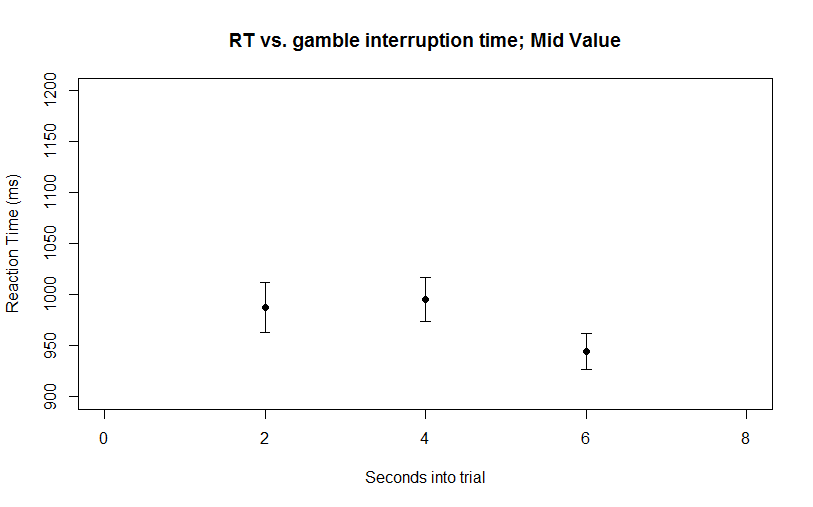 RT vs. gamble interruption time; Mid Value
1200
1150
1100
1050
1000
950
900
Reaction Time (ms)
0 2 4 6 8
Seconds into trial